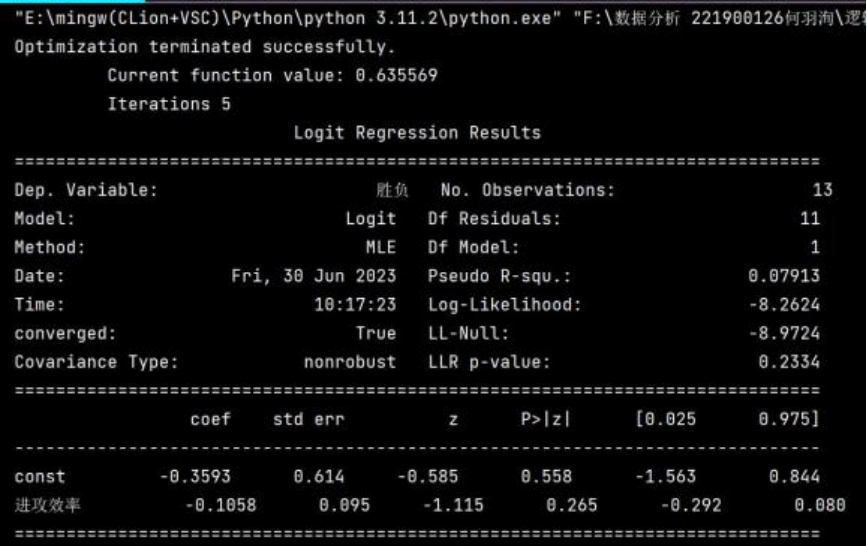 "E:\mingw(CLion+VSC)\Python\python 3.11.2\python.exe" "F:\数据分析 221900126何羽洵\逻
Optimization terminated successfully.
         Current function value: 0.635569
         Iterations 5
                           Logit Regression Results
==============================================================================
Dep. Variable:                     胜负   No. Observations:                   13
Model:                          Logit   Df Residuals:                       11
Method:                           MLE   Df Model:                            1
Date:                Fri, 30 Jun 2023   Pseudo R-squ.:                 0.07913
Time:                        10:17:23   Log-Likelihood:                -8.2624
converged:                       True   LL-Null:                       -8.9724
Covariance Type:            nonrobust   LLR p-value:                    0.2334
==============================================================================
                 coef    std err          z      P>|z|      [0.025      0.975]
------------------------------------------------------------------------------
const         -0.3593      0.614     -0.585      0.558      -1.563       0.844
进攻效率          -0.1058      0.095     -1.115      0.265      -0.292       0.080
==============================================================================